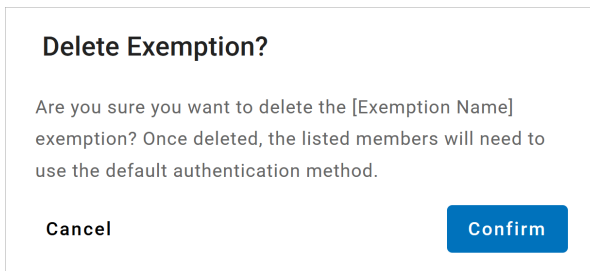 Delete Exemption?
Are you sure you want to delete the [Exemption Name]
exemption? Once deleted, the listed members will need to
use the default authentication method.
Cancel
Confirm